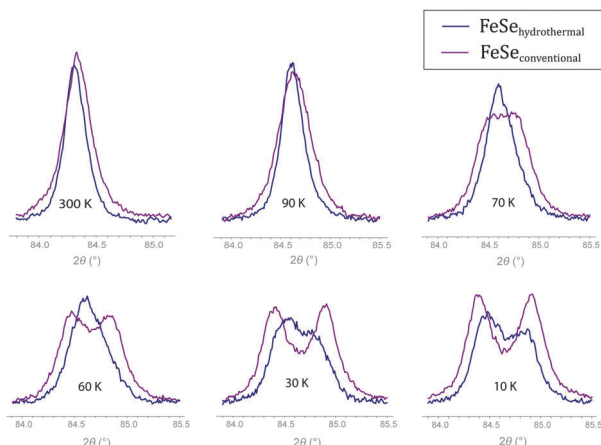 FeSehydrothermal
FeSeconventional
300 K
84.0 84.5 85.0
2θ (°)
90 K
84.0 84.5 85.0 85.5
2θ (°)
70 K
84.0 84.5 85.0 85.5
2θ (°)
60 K
84.0 84.5 85.0 85.5
2θ (°)
30 K
84.0 84.5 85.0 85.5
2θ (°)
10 K
84.0 84.5 85.0 85.5
2θ (°)